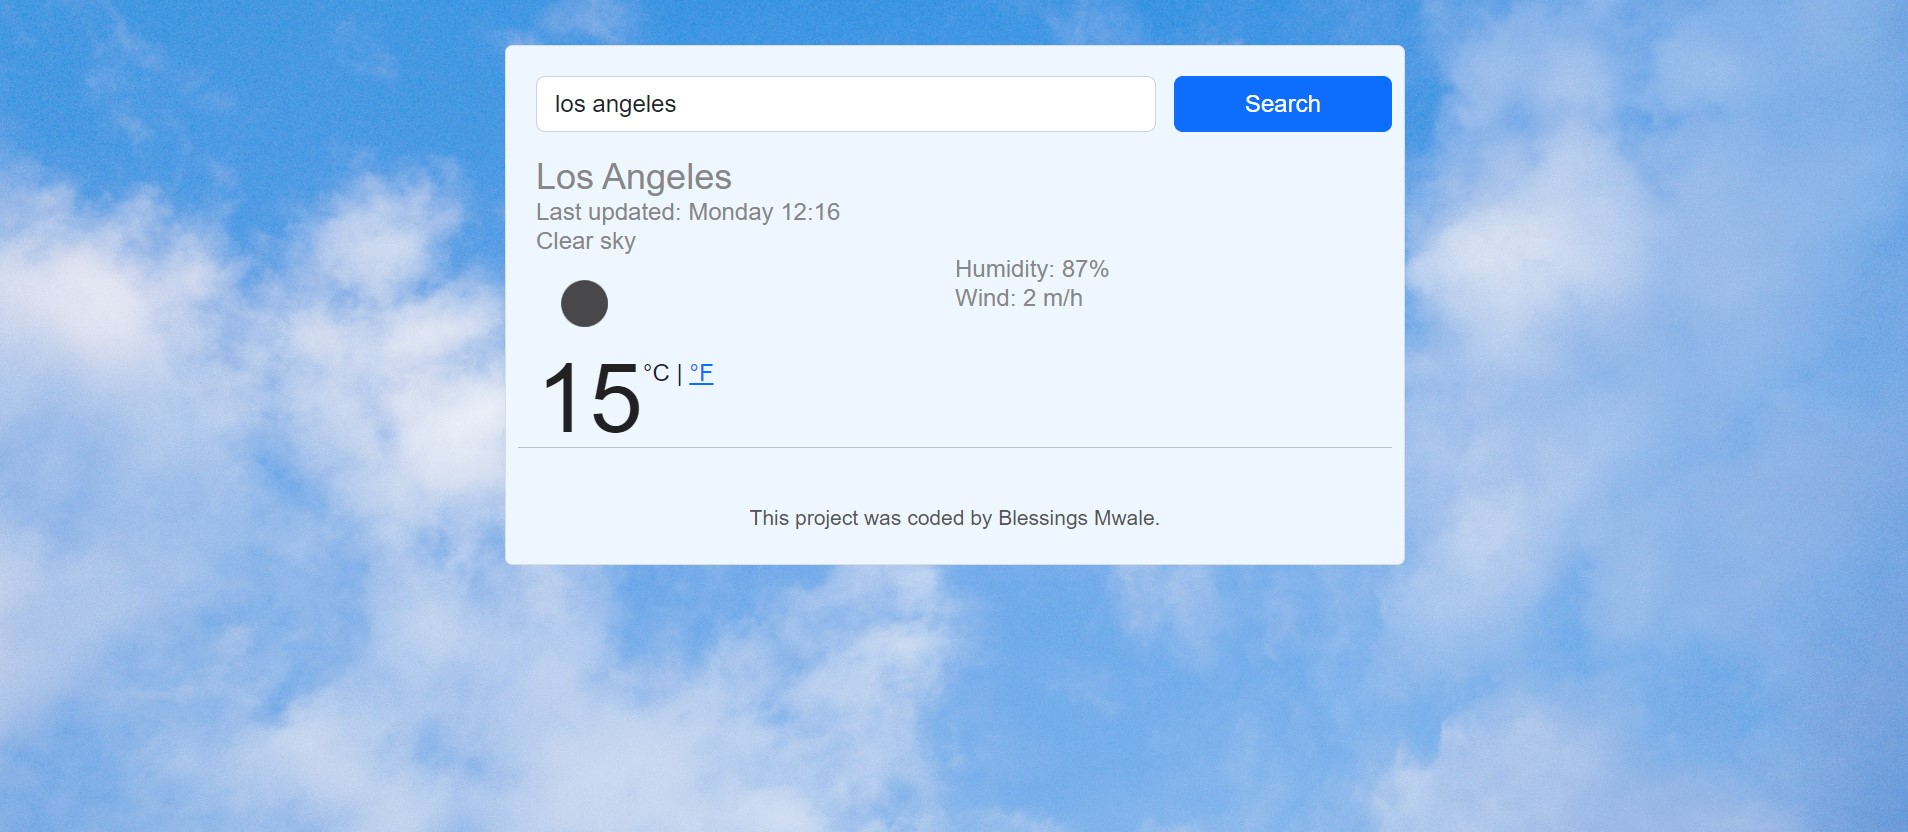 los angeles
Search
Los Angeles
Last updated: Monday 12:16
Clear sky
Humidity: 87%
Wind: 2 m/h
15 °C | °F
This project was coded by Blessings Mwale.